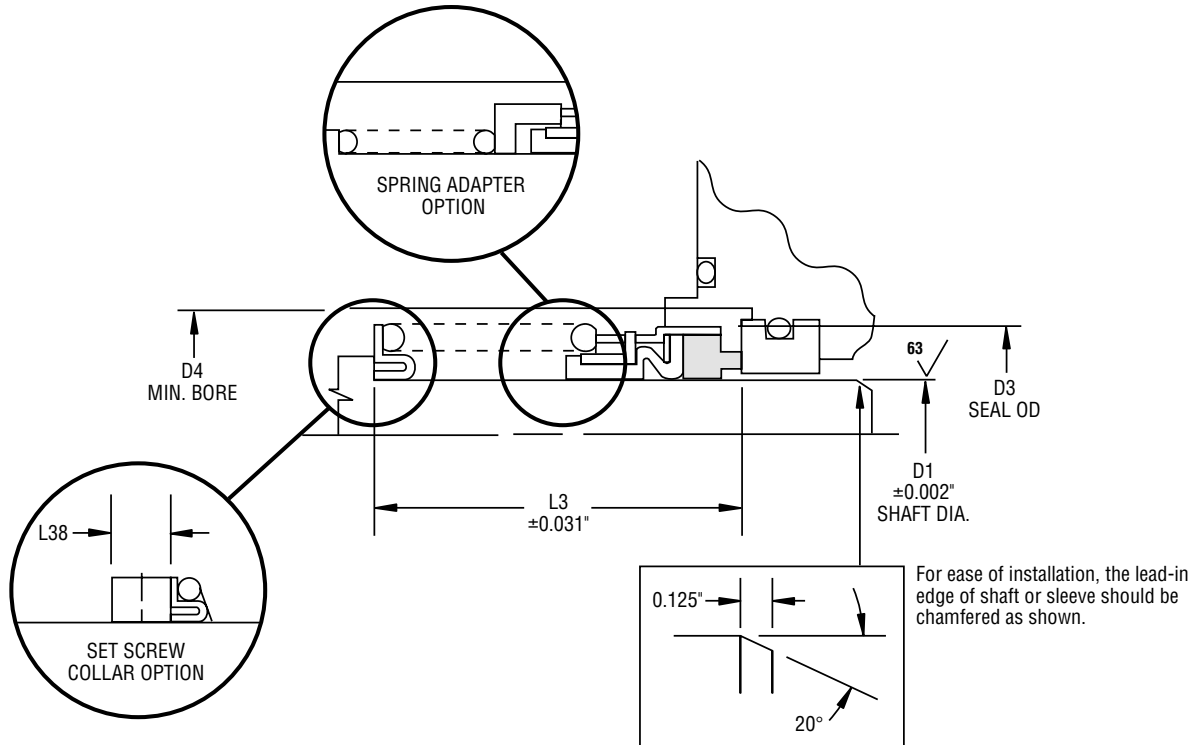 SPRING ADAPTER
OPTION
D4
MIN. BORE
63
D3
SEAL OD
D1
±0.002"
SHAFT DIA.
L3
±0.031"
L38
SET SCREW
COLLAR OPTION
0.125"
20°
For ease of installation, the lead-in
edge of shaft or sleeve should be
chamfered as shown.